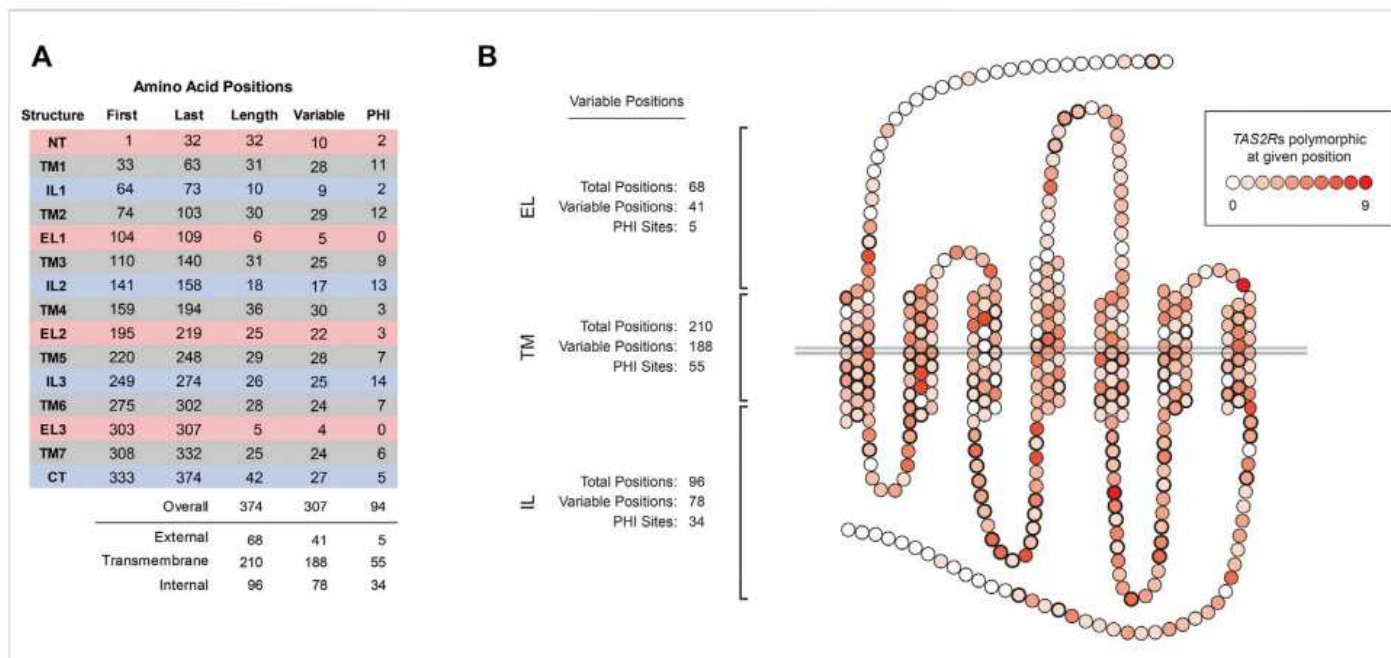 A
Amino Acid Positions
Structure First Last Length Variable PHI
NT 1 32 32 10 2
TM1 33 63 31 28 11
IL1 64 73 10 9 2
TM2 74 103 30 29 12
EL1 104 109 6 5 0
TM3 110 140 31 25 9
IL2 141 158 18 17 13
TM4 159 194 36 30 3
EL2 195 219 25 22 3
TM5 220 248 29 28 7
IL3 249 274 26 25 14
TM6 275 302 28 24 7
EL3 303 307 5 4 0
TM7 308 332 25 24 6
CT 333 374 42 27 5
Overall 374 307 94
External 68 41 5
Transmembrane 210 188 55
Internal 96 78 34
B
Variable Positions
EL
Total Positions: 68
Variable Positions: 41
PHI Sites: 5
TM
Total Positions: 210
Variable Positions: 188
PHI Sites: 55
IL
Total Positions: 96
Variable Positions: 78
PHI Sites: 34
TAS2Rs polymorphic
at given position
0 9